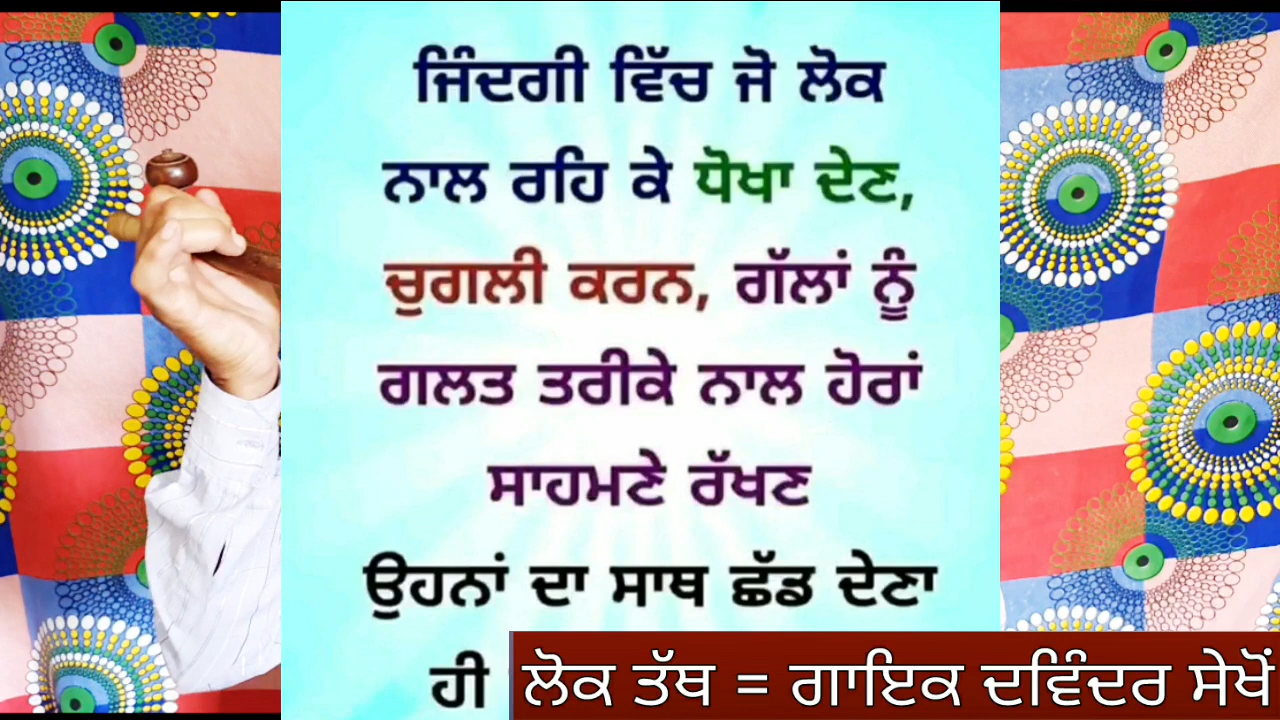 ਜਿੰਦਗੀ ਵਿੱਚ ਜੋ ਲੋਕ
ਨਾਲ ਰਹਿ ਕੇ ਧੋਖਾ ਦੇਣ,
ਚੁਗਲੀ ਕਰਨ, ਗੱਲਾਂ ਨੂੰ
ਗਲਤ ਤਰੀਕੇ ਨਾਲ ਹੋਰਾਂ
ਸਾਹਮਣੇ ਰੱਖਣ
ਉਹਨਾਂ ਦਾ ਸਾਥ ਛੱਡ ਦੇਣਾ
ਹੀ
ਲੋਕ ਤੱਥ = ਗਾਇਕ ਦਵਿੰਦਰ ਸੇਖੋਂ